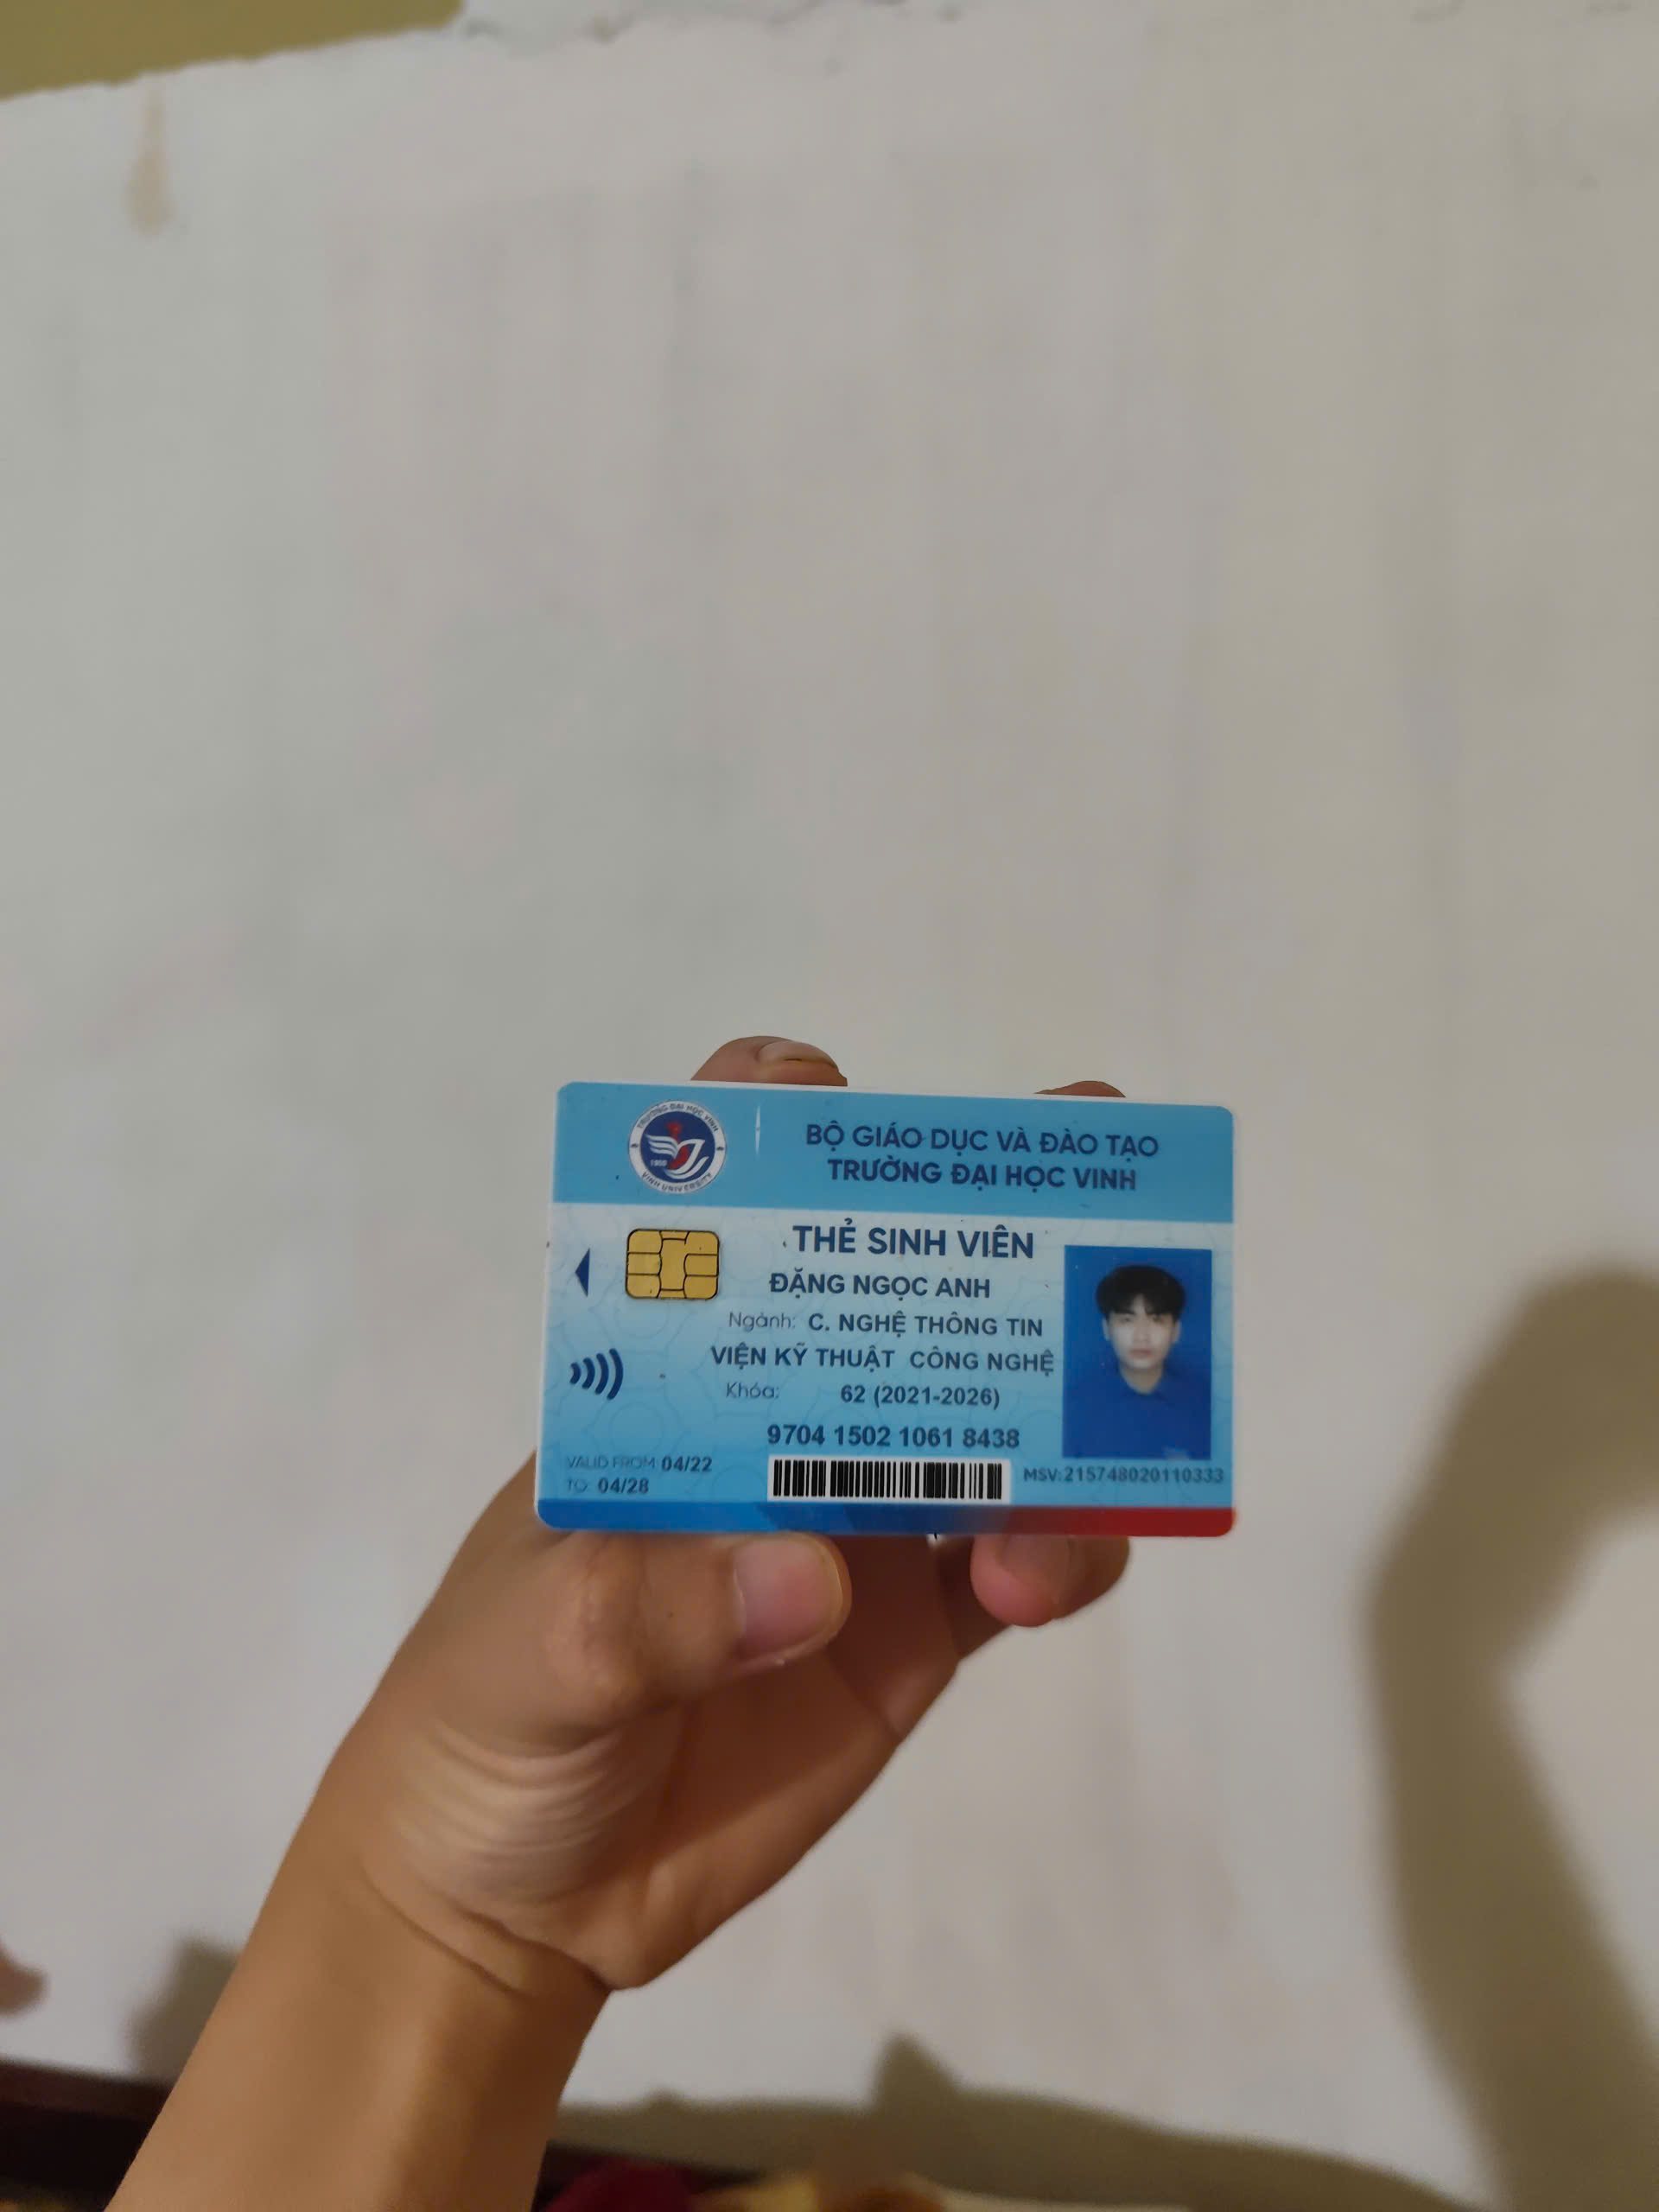 TRƯỜNG ĐẠI HỌC VINH
1959
VINH UNIVERSITY
BỘ GIÁO DỤC VÀ ĐÀO TẠO
TRƯỜNG ĐẠI HỌC VINH
THẺ SINH VIÊN
ĐẶNG NGỌC ANH
Ngành: C. NGHỆ THÔNG TIN
VIỆN KỸ THUẬT CÔNG NGHỆ
Khóa: 62 (2021-2026)
9704 1502 1061 8438
VALID FROM 04/22
TO: 04/28
MSV:215748020110333